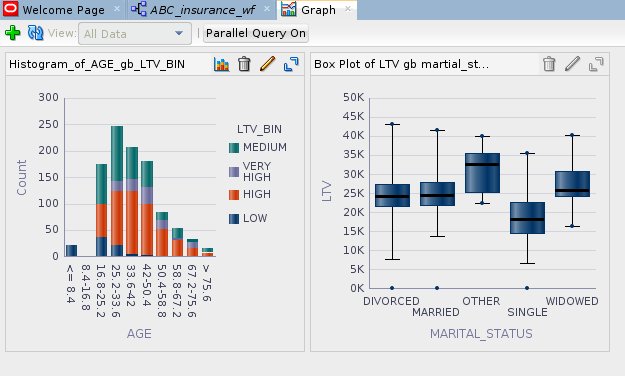 Welcome Page
ABC_insurance_wf
Graph
View:
All Data
Parallel Query On
Histogram_of_AGE_gb_LTV_BIN
300
250
200
150
100
50
0
Count
<= 8.4
8.4-16.8
16.8-25.2
25.2-33.6
33.6-42
42-50.4
50.4-58.8
58.8-67.2
67.2-75.6
> 75.6
AGE
LTV_BIN
MEDIUM
VERY
HIGH
HIGH
LOW
Box Plot of LTV gb martial_st...
50K
45K
40K
35K
30K
25K
20K
15K
10K
5K
0K
LTV
DIVORCED
MARRIED
OTHER
SINGLE
WIDOWED
MARITAL_STATUS